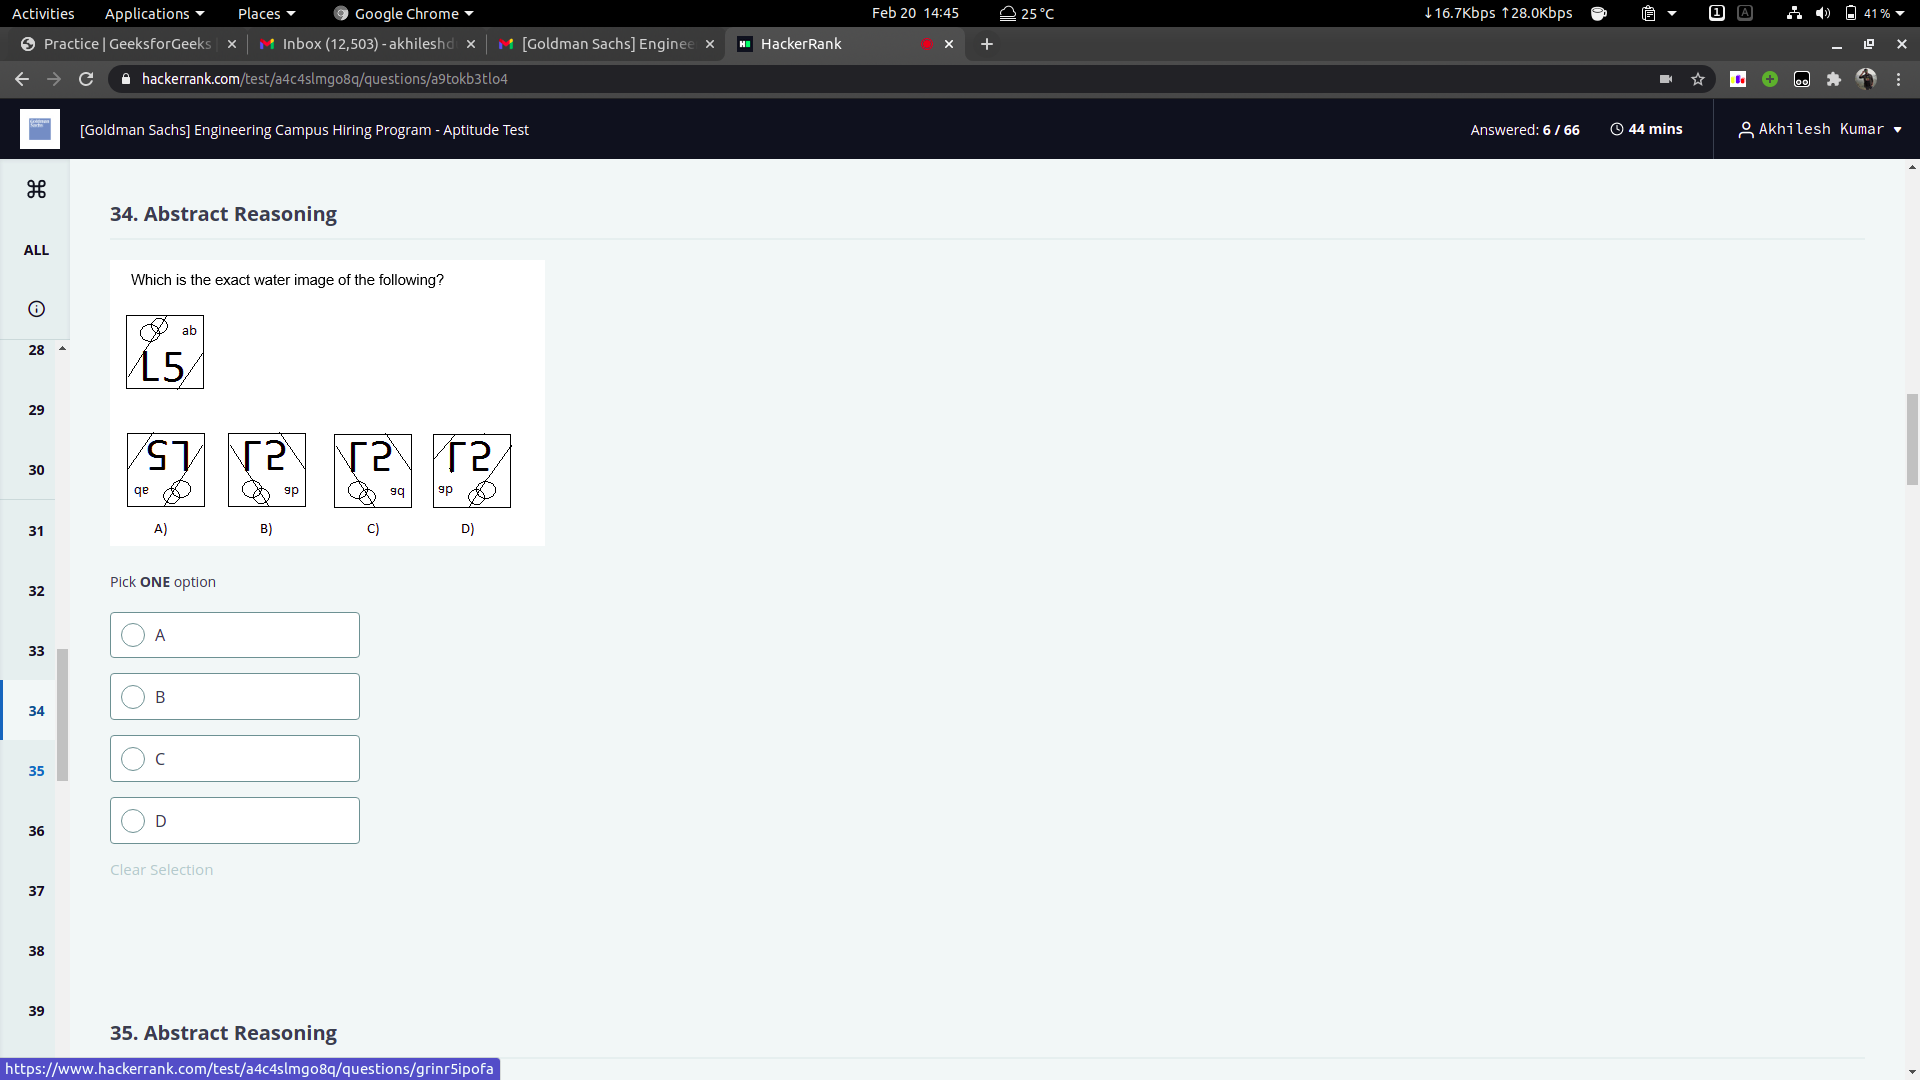 Activities Applications Places Google Chrome Feb 20 14:45 25 °C ↓16.7Kbps ↑28.0Kbps 1 A 41 %
Practice | GeeksforGeeks Inbox (12,503) - akhileshd [Goldman Sachs] Enginee HackerRank
hackerrank.com/test/a4c4slmgo8q/questions/a9tokb3tlo4
[Goldman Sachs] Engineering Campus Hiring Program - Aptitude Test Answered: 6 / 66 44 mins Akhilesh Kumar
ALL
28
29
30
31
32
33
34
35
36
37
38
39
34. Abstract Reasoning
Which is the exact water image of the following?
ab
L5
A) B) C) D)
Pick ONE option
A
B
C
D
Clear Selection
35. Abstract Reasoning
https://www.hackerrank.com/test/a4c4slmgo8q/questions/grinr5ipofa